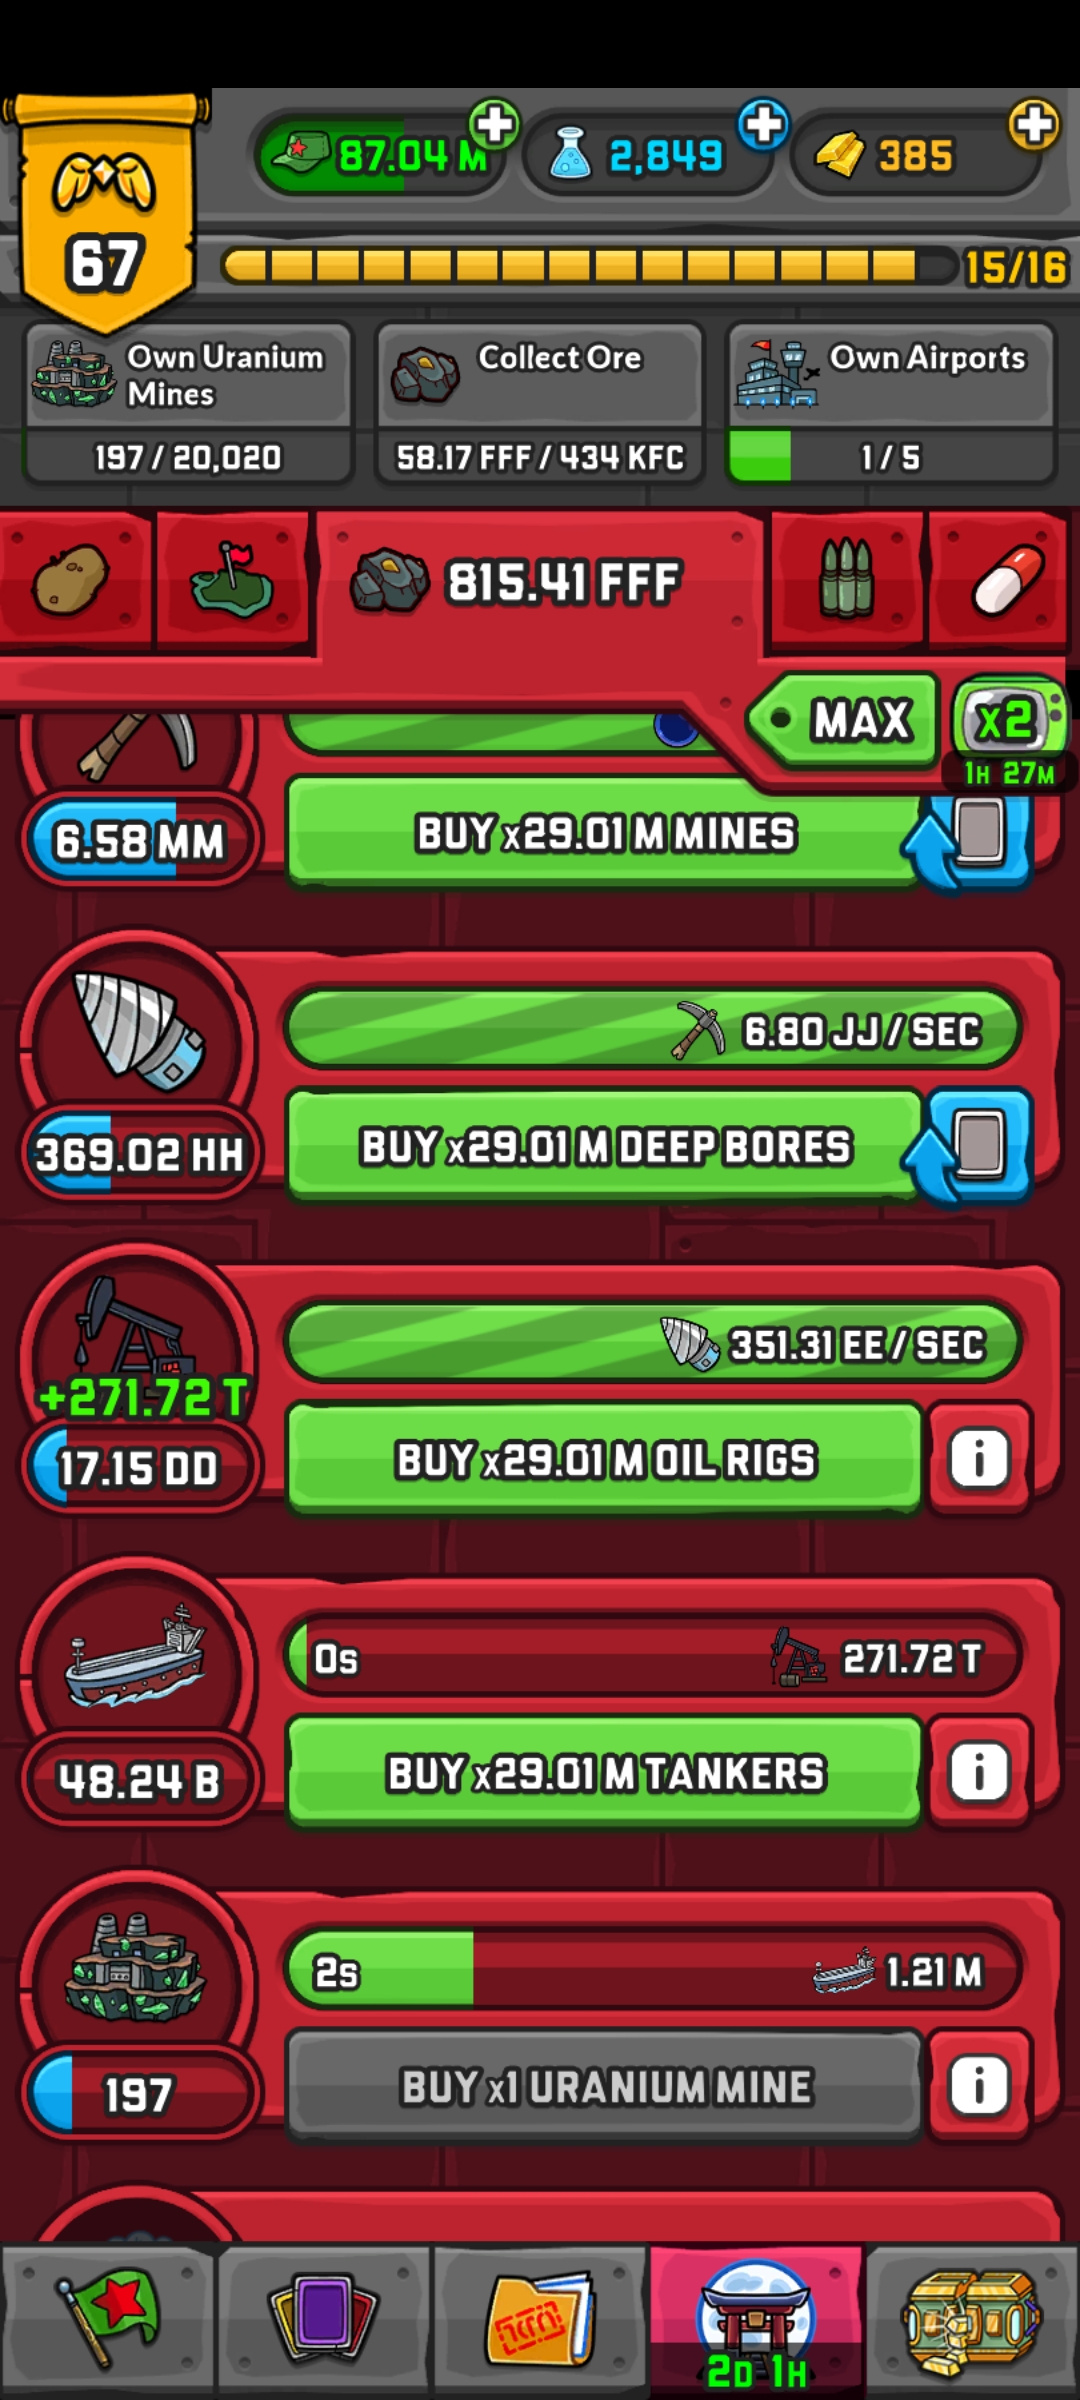 87.04 M
2,849
385
67
15/16
Own Uranium
Mines
197 / 20,020
Collect Ore
58.17 FFF / 434 KFC
Own Airports
1 / 5
815.41 FFF
MAX
x2
1H 27M
6.58 MM
BUY x29.01 M MINES
6.80 JJ / SEC
369.02 HH
BUY x29.01 M DEEP BORES
351.31 EE / SEC
+271.72 T
17.15 DD
BUY x29.01 M OIL RIGS
i
0s
271.72 T
48.24 B
BUY x29.01 M TANKERS
i
2s
1.21 M
197
BUY x1 URANIUM MINE
i
2D 1H